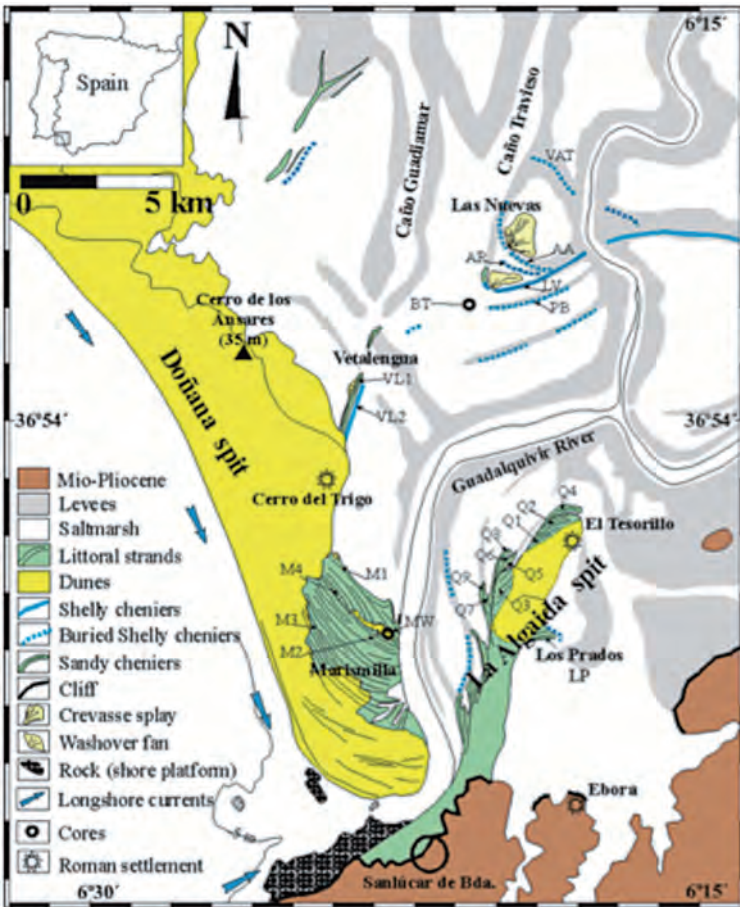 6°15´
Spain
N
Caño Guadiamar
Caño Travieso
VAT
Las Nuevas
0 5 km
AR
AA
LV
BT
PB
Cerro de los
Ánsares
(35 m)
Vetalengua
VL1
VL2
Doñana spit
36°54´
36°54´
Guadalquivir River
Cerro del Trigo
Mio-Pliocene
Levees
Saltmarsh
Littoral strands
Dunes
Shelly cheniers
Buried Shelly cheniers
Sandy cheniers
Cliff
Crevasse splay
Washover fan
Rock (shore platform)
Longshore currents
Cores
Roman settlement
Q4
Q2
Q1
El Tesorillo
Q8
Q6
Q5
Q9
Q7
Q3
La Algaida spit
M4
M1
M3
MW
M2
Marismilla
Los Prados
LP
Ebora
Sanlúcar de Bda.
6°30´
6°15´